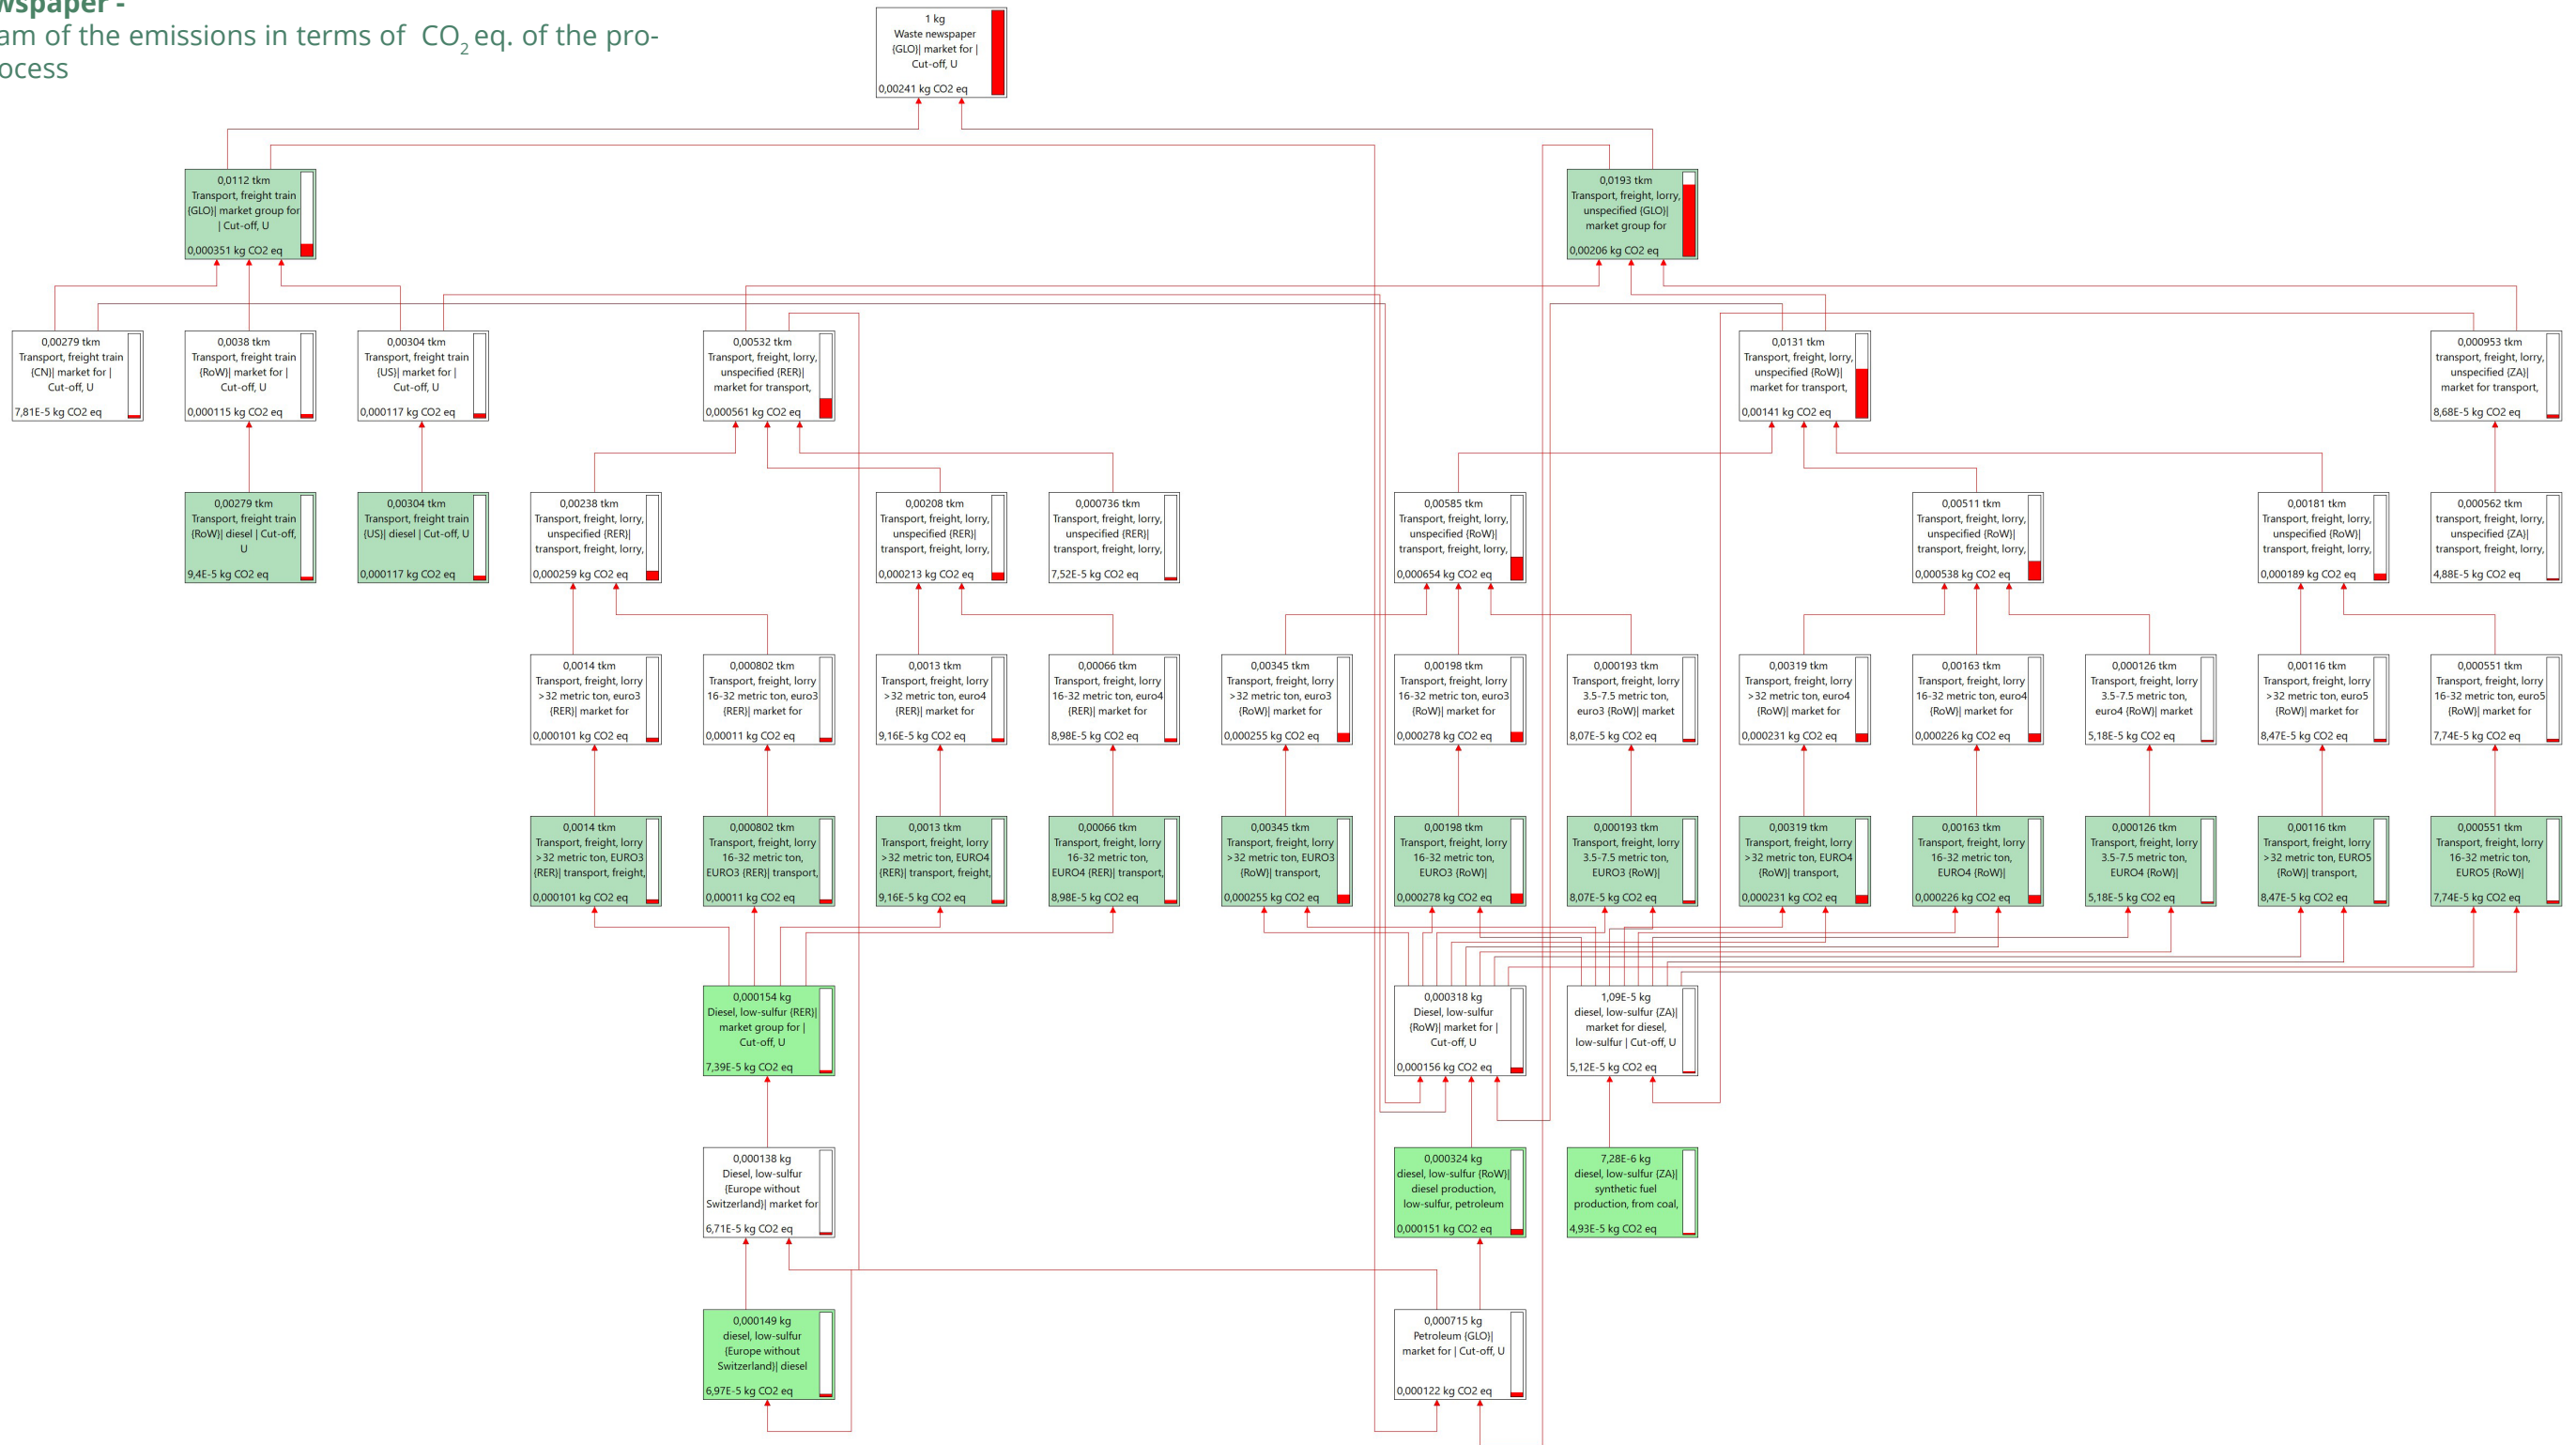 wspaper -
am of the emissions in terms of CO2 eq. of the pro-
ocess
1 kg
Waste newspaper
{GLO}| market for |
Cut-off, U
0,00241 kg CO2 eq
0,0112 tkm
Transport, freight train
{GLO}| market group for
| Cut-off, U
0,000351 kg CO2 eq
0,0193 tkm
Transport, freight, lorry,
unspecified {GLO}|
market group for
0,00206 kg CO2 eq
0,00279 tkm
Transport, freight train
{CN}| market for |
Cut-off, U
7,81E-5 kg CO2 eq
0,0038 tkm
Transport, freight train
{RoW}| market for |
Cut-off, U
0,000115 kg CO2 eq
0,00304 tkm
Transport, freight train
{US}| market for |
Cut-off, U
0,000117 kg CO2 eq
0,00532 tkm
Transport, freight, lorry,
unspecified {RER}|
market for transport,
0,000561 kg CO2 eq
0,0131 tkm
Transport, freight, lorry,
unspecified {RoW}|
market for transport,
0,00141 kg CO2 eq
0,000953 tkm
transport, freight, lorry,
unspecified {ZA}|
market for transport,
8,68E-5 kg CO2 eq
0,00279 tkm
Transport, freight train
{RoW}| diesel | Cut-off,
U
9,4E-5 kg CO2 eq
0,00304 tkm
Transport, freight train
{US}| diesel | Cut-off, U
0,000117 kg CO2 eq
0,00238 tkm
Transport, freight, lorry,
unspecified {RER}|
transport, freight, lorry,
0,000259 kg CO2 eq
0,00208 tkm
Transport, freight, lorry,
unspecified {RER}|
transport, freight, lorry,
0,000213 kg CO2 eq
0,000736 tkm
Transport, freight, lorry,
unspecified {RER}|
transport, freight, lorry,
7,52E-5 kg CO2 eq
0,00585 tkm
Transport, freight, lorry,
unspecified {RoW}|
transport, freight, lorry,
0,000654 kg CO2 eq
0,00511 tkm
Transport, freight, lorry,
unspecified {RoW}|
transport, freight, lorry,
0,000538 kg CO2 eq
0,00181 tkm
Transport, freight, lorry,
unspecified {RoW}|
transport, freight, lorry,
0,000189 kg CO2 eq
0,000562 tkm
transport, freight, lorry,
unspecified {ZA}|
transport, freight, lorry,
4,88E-5 kg CO2 eq
0,0014 tkm
Transport, freight, lorry
>32 metric ton, euro3
{RER}| market for
0,000101 kg CO2 eq
0,000802 tkm
Transport, freight, lorry
16-32 metric ton, euro3
{RER}| market for
0,00011 kg CO2 eq
0,0013 tkm
Transport, freight, lorry
>32 metric ton, euro4
{RER}| market for
9,16E-5 kg CO2 eq
0,00066 tkm
Transport, freight, lorry
16-32 metric ton, euro4
{RER}| market for
8,98E-5 kg CO2 eq
0,00345 tkm
Transport, freight, lorry
>32 metric ton, euro3
{RoW}| market for
0,000255 kg CO2 eq
0,00198 tkm
Transport, freight, lorry
16-32 metric ton, euro3
{RoW}| market for
0,000278 kg CO2 eq
0,000193 tkm
Transport, freight, lorry
3.5-7.5 metric ton,
euro3 {RoW}| market
8,07E-5 kg CO2 eq
0,00319 tkm
Transport, freight, lorry
>32 metric ton, euro4
{RoW}| market for
0,000231 kg CO2 eq
0,00163 tkm
Transport, freight, lorry
16-32 metric ton, euro4
{RoW}| market for
0,000226 kg CO2 eq
0,000126 tkm
Transport, freight, lorry
3.5-7.5 metric ton,
euro4 {RoW}| market
5,18E-5 kg CO2 eq
0,00116 tkm
Transport, freight, lorry
>32 metric ton, euro5
{RoW}| market for
8,47E-5 kg CO2 eq
0,000551 tkm
Transport, freight, lorry
16-32 metric ton, euro5
{RoW}| market for
7,74E-5 kg CO2 eq
0,0014 tkm
Transport, freight, lorry
>32 metric ton, EURO3
{RER}| transport, freight,
0,000101 kg CO2 eq
0,000802 tkm
Transport, freight, lorry
16-32 metric ton,
EURO3 {RER}| transport,
0,00011 kg CO2 eq
0,0013 tkm
Transport, freight, lorry
>32 metric ton, EURO4
{RER}| transport, freight,
9,16E-5 kg CO2 eq
0,00066 tkm
Transport, freight, lorry
16-32 metric ton,
EURO4 {RER}| transport,
8,98E-5 kg CO2 eq
0,00345 tkm
Transport, freight, lorry
>32 metric ton, EURO3
{RoW}| transport,
0,000255 kg CO2 eq
0,00198 tkm
Transport, freight, lorry
16-32 metric ton,
EURO3 {RoW}|
0,000278 kg CO2 eq
0,000193 tkm
Transport, freight, lorry
3.5-7.5 metric ton,
EURO3 {RoW}|
8,07E-5 kg CO2 eq
0,00319 tkm
Transport, freight, lorry
>32 metric ton, EURO4
{RoW}| transport,
0,000231 kg CO2 eq
0,00163 tkm
Transport, freight, lorry
16-32 metric ton,
EURO4 {RoW}|
0,000226 kg CO2 eq
0,000126 tkm
Transport, freight, lorry
3.5-7.5 metric ton,
EURO4 {RoW}|
5,18E-5 kg CO2 eq
0,00116 tkm
Transport, freight, lorry
>32 metric ton, EURO5
{RoW}| transport,
8,47E-5 kg CO2 eq
0,000551 tkm
Transport, freight, lorry
16-32 metric ton,
EURO5 {RoW}|
7,74E-5 kg CO2 eq
0,000154 kg
Diesel, low-sulfur {RER}|
market group for |
Cut-off, U
7,39E-5 kg CO2 eq
0,000318 kg
Diesel, low-sulfur
{RoW}| market for |
Cut-off, U
0,000156 kg CO2 eq
1,09E-5 kg
diesel, low-sulfur {ZA}|
market for diesel,
low-sulfur | Cut-off, U
5,12E-5 kg CO2 eq
0,000138 kg
Diesel, low-sulfur
{Europe without
Switzerland}| market for
6,71E-5 kg CO2 eq
0,000324 kg
diesel, low-sulfur {RoW}|
diesel production,
low-sulfur, petroleum
0,000151 kg CO2 eq
7,28E-6 kg
diesel, low-sulfur {ZA}|
synthetic fuel
production, from coal,
4,93E-5 kg CO2 eq
0,000149 kg
diesel, low-sulfur
{Europe without
Switzerland}| diesel
6,97E-5 kg CO2 eq
0,000715 kg
Petroleum {GLO}|
market for | Cut-off, U
0,000122 kg CO2 eq